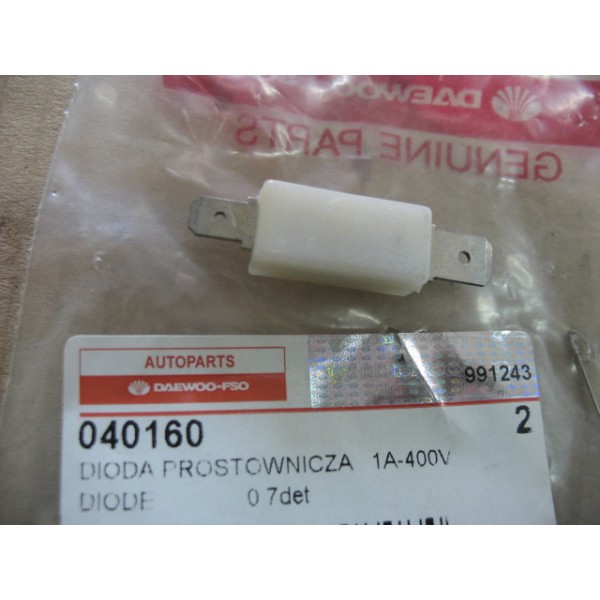 DAEWOO
GENUINE PARTS
AUTOPARTS
DAEWOO-FSO
991243
040160
2
DIODA PROSTOWNICZA 1A-400V
DIODE 0.7det